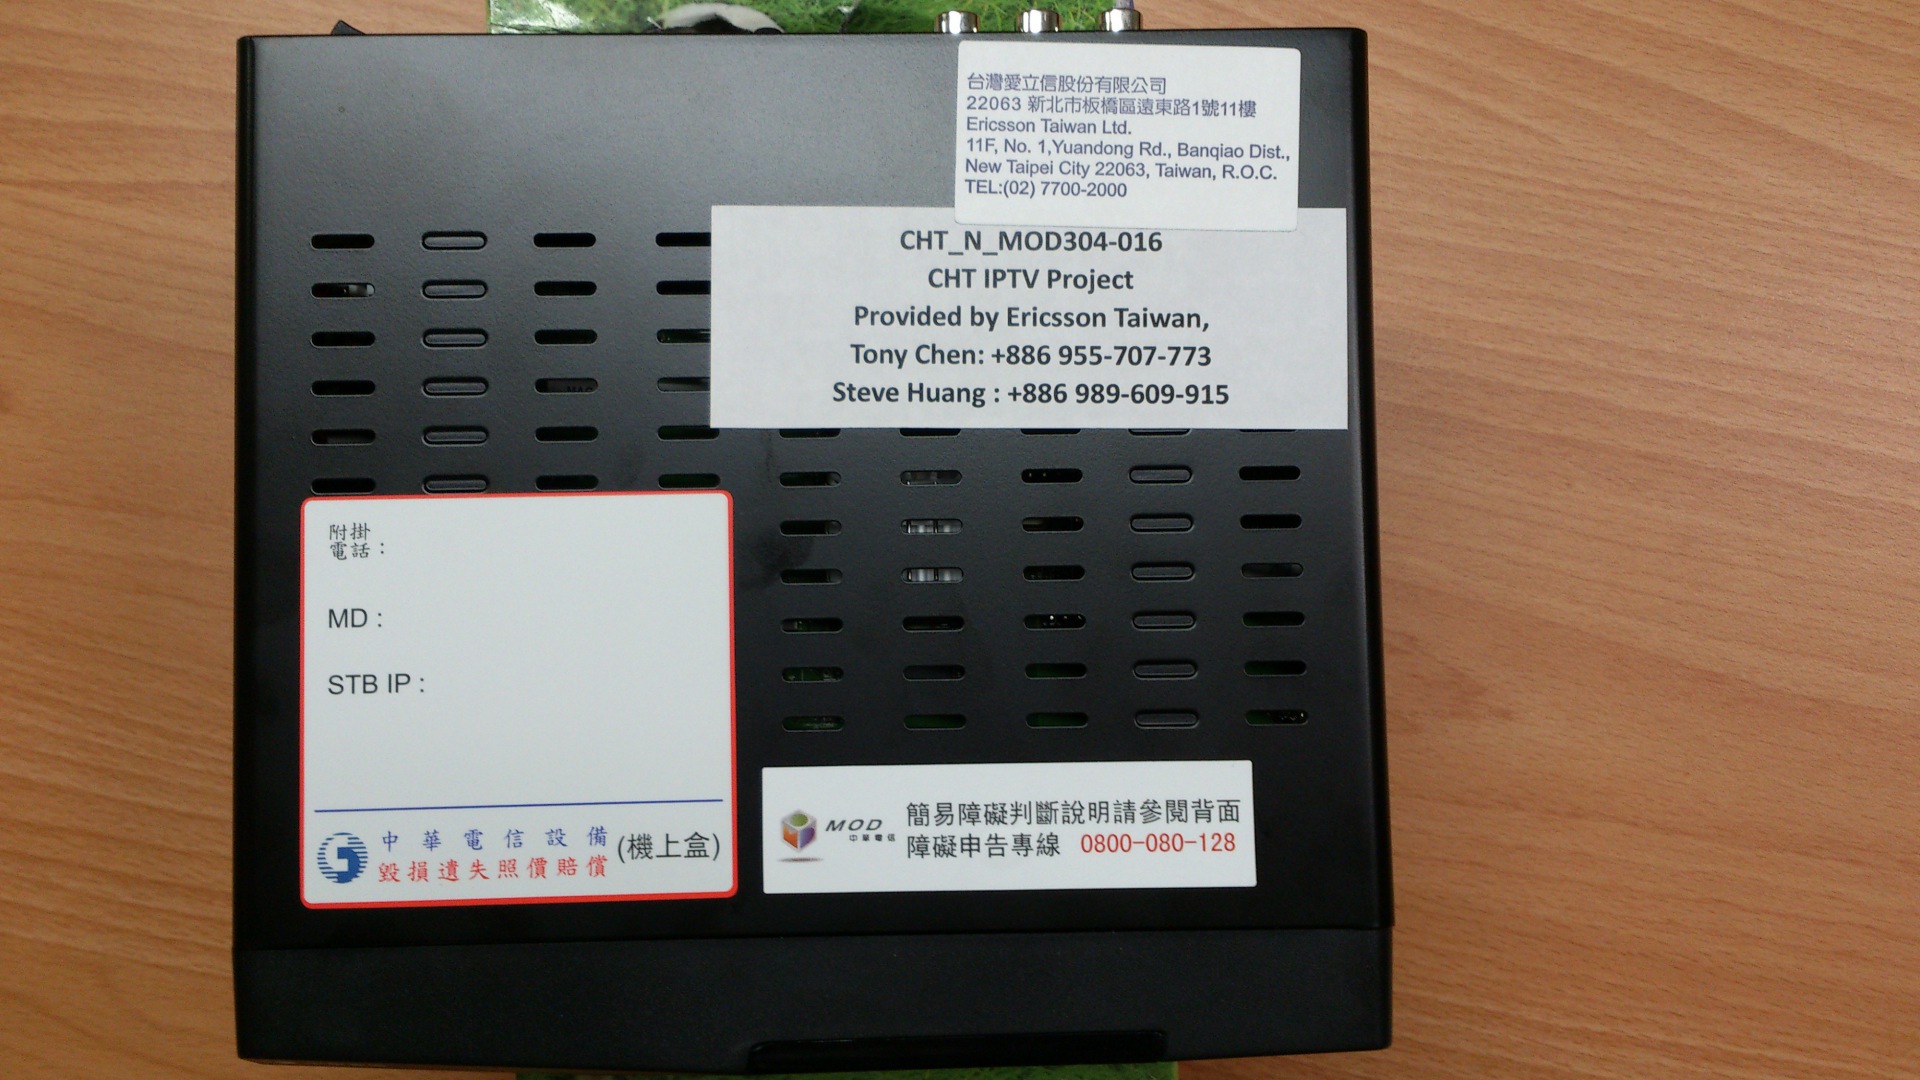 台灣愛立信股份有限公司
22063 新北市板橋區遠東路1號11樓
Ericsson Taiwan Ltd.
11F, No. 1,Yuandong Rd., Banqiao Dist.,
New Taipei City 22063, Taiwan, R.O.C.
TEL:(02) 7700-2000
CHT_N_MOD304-016
CHT IPTV Project
Provided by Ericsson Taiwan,
Tony Chen: +886 955-707-773
Steve Huang : +886 989-609-915
附掛
電話：
MD :
STB IP :
中華電信設備
毀損遺失照價賠償
(機上盒)
MOD
中華電信
簡易障礙判斷說明請參閱背面
障礙申告專線 0800-080-128